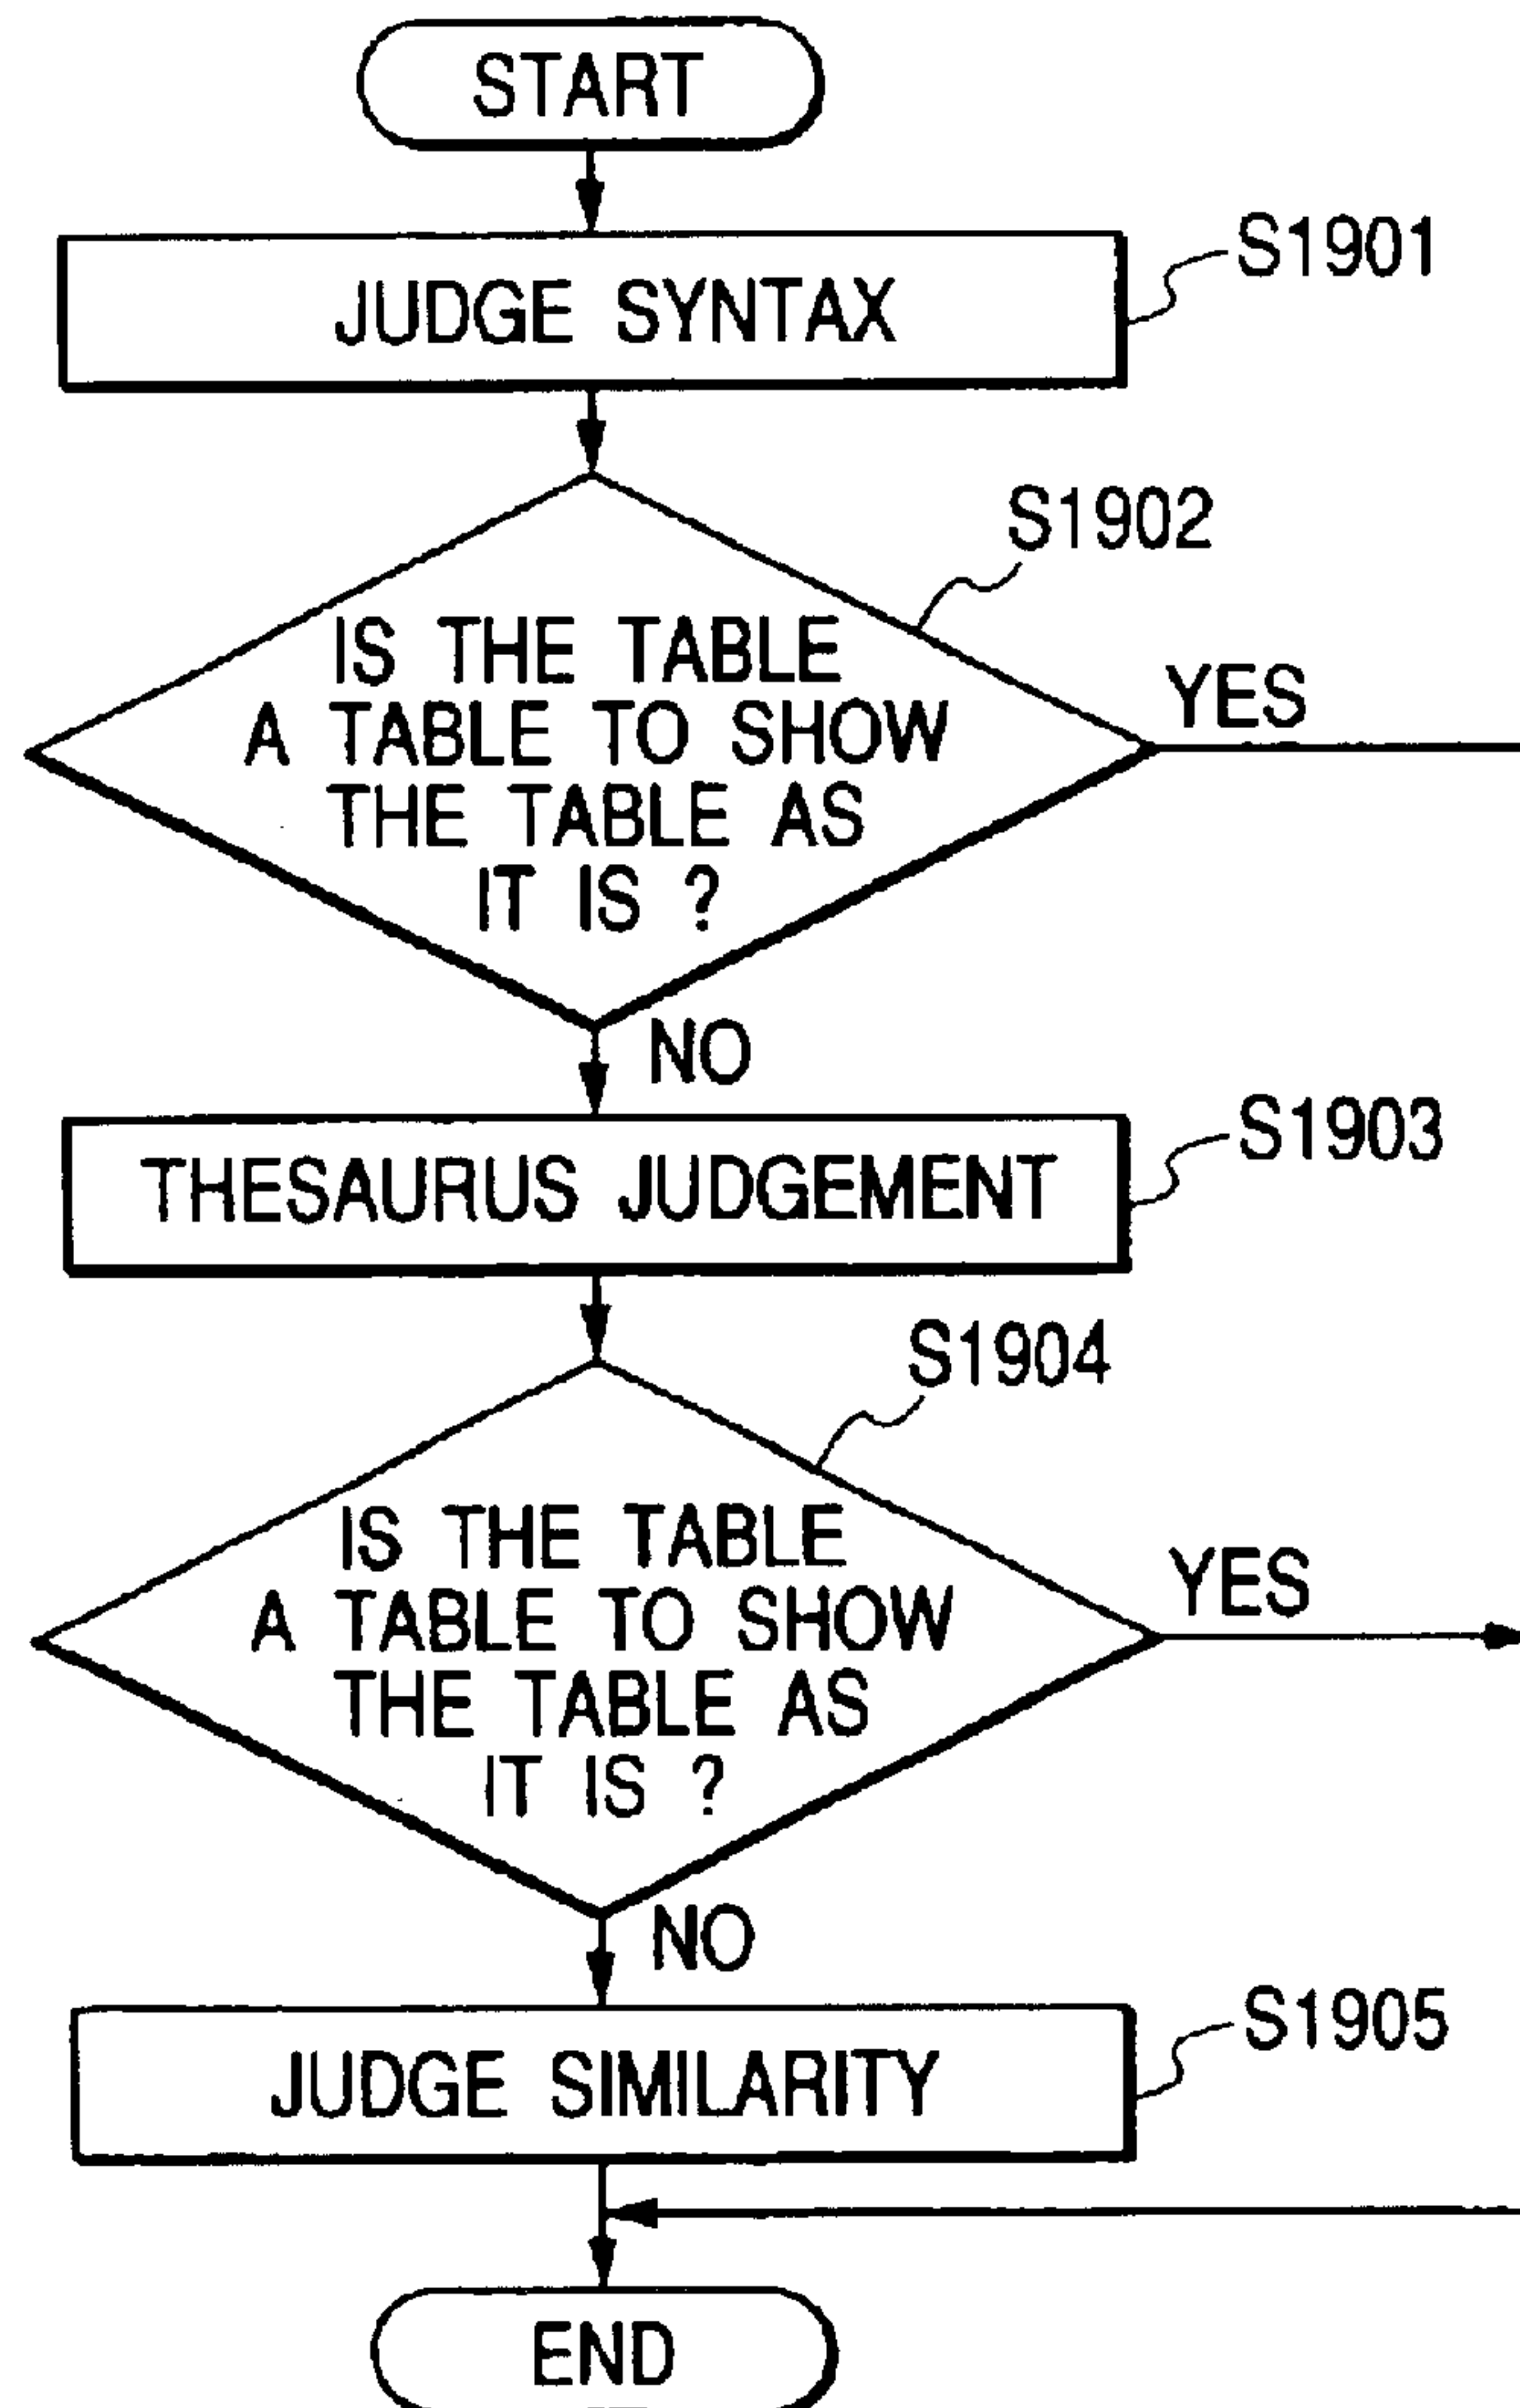 START
S1901
JUDGE SYNTAX
S1902
IS THE TABLE
A TABLE TO SHOW
THE TABLE AS
IT IS ?
YES
NO
S1903
THESAURUS JUDGEMENT
S1904
IS THE TABLE
A TABLE TO SHOW
THE TABLE AS
IT IS ?
YES
NO
S1905
JUDGE SIMILARITY
END